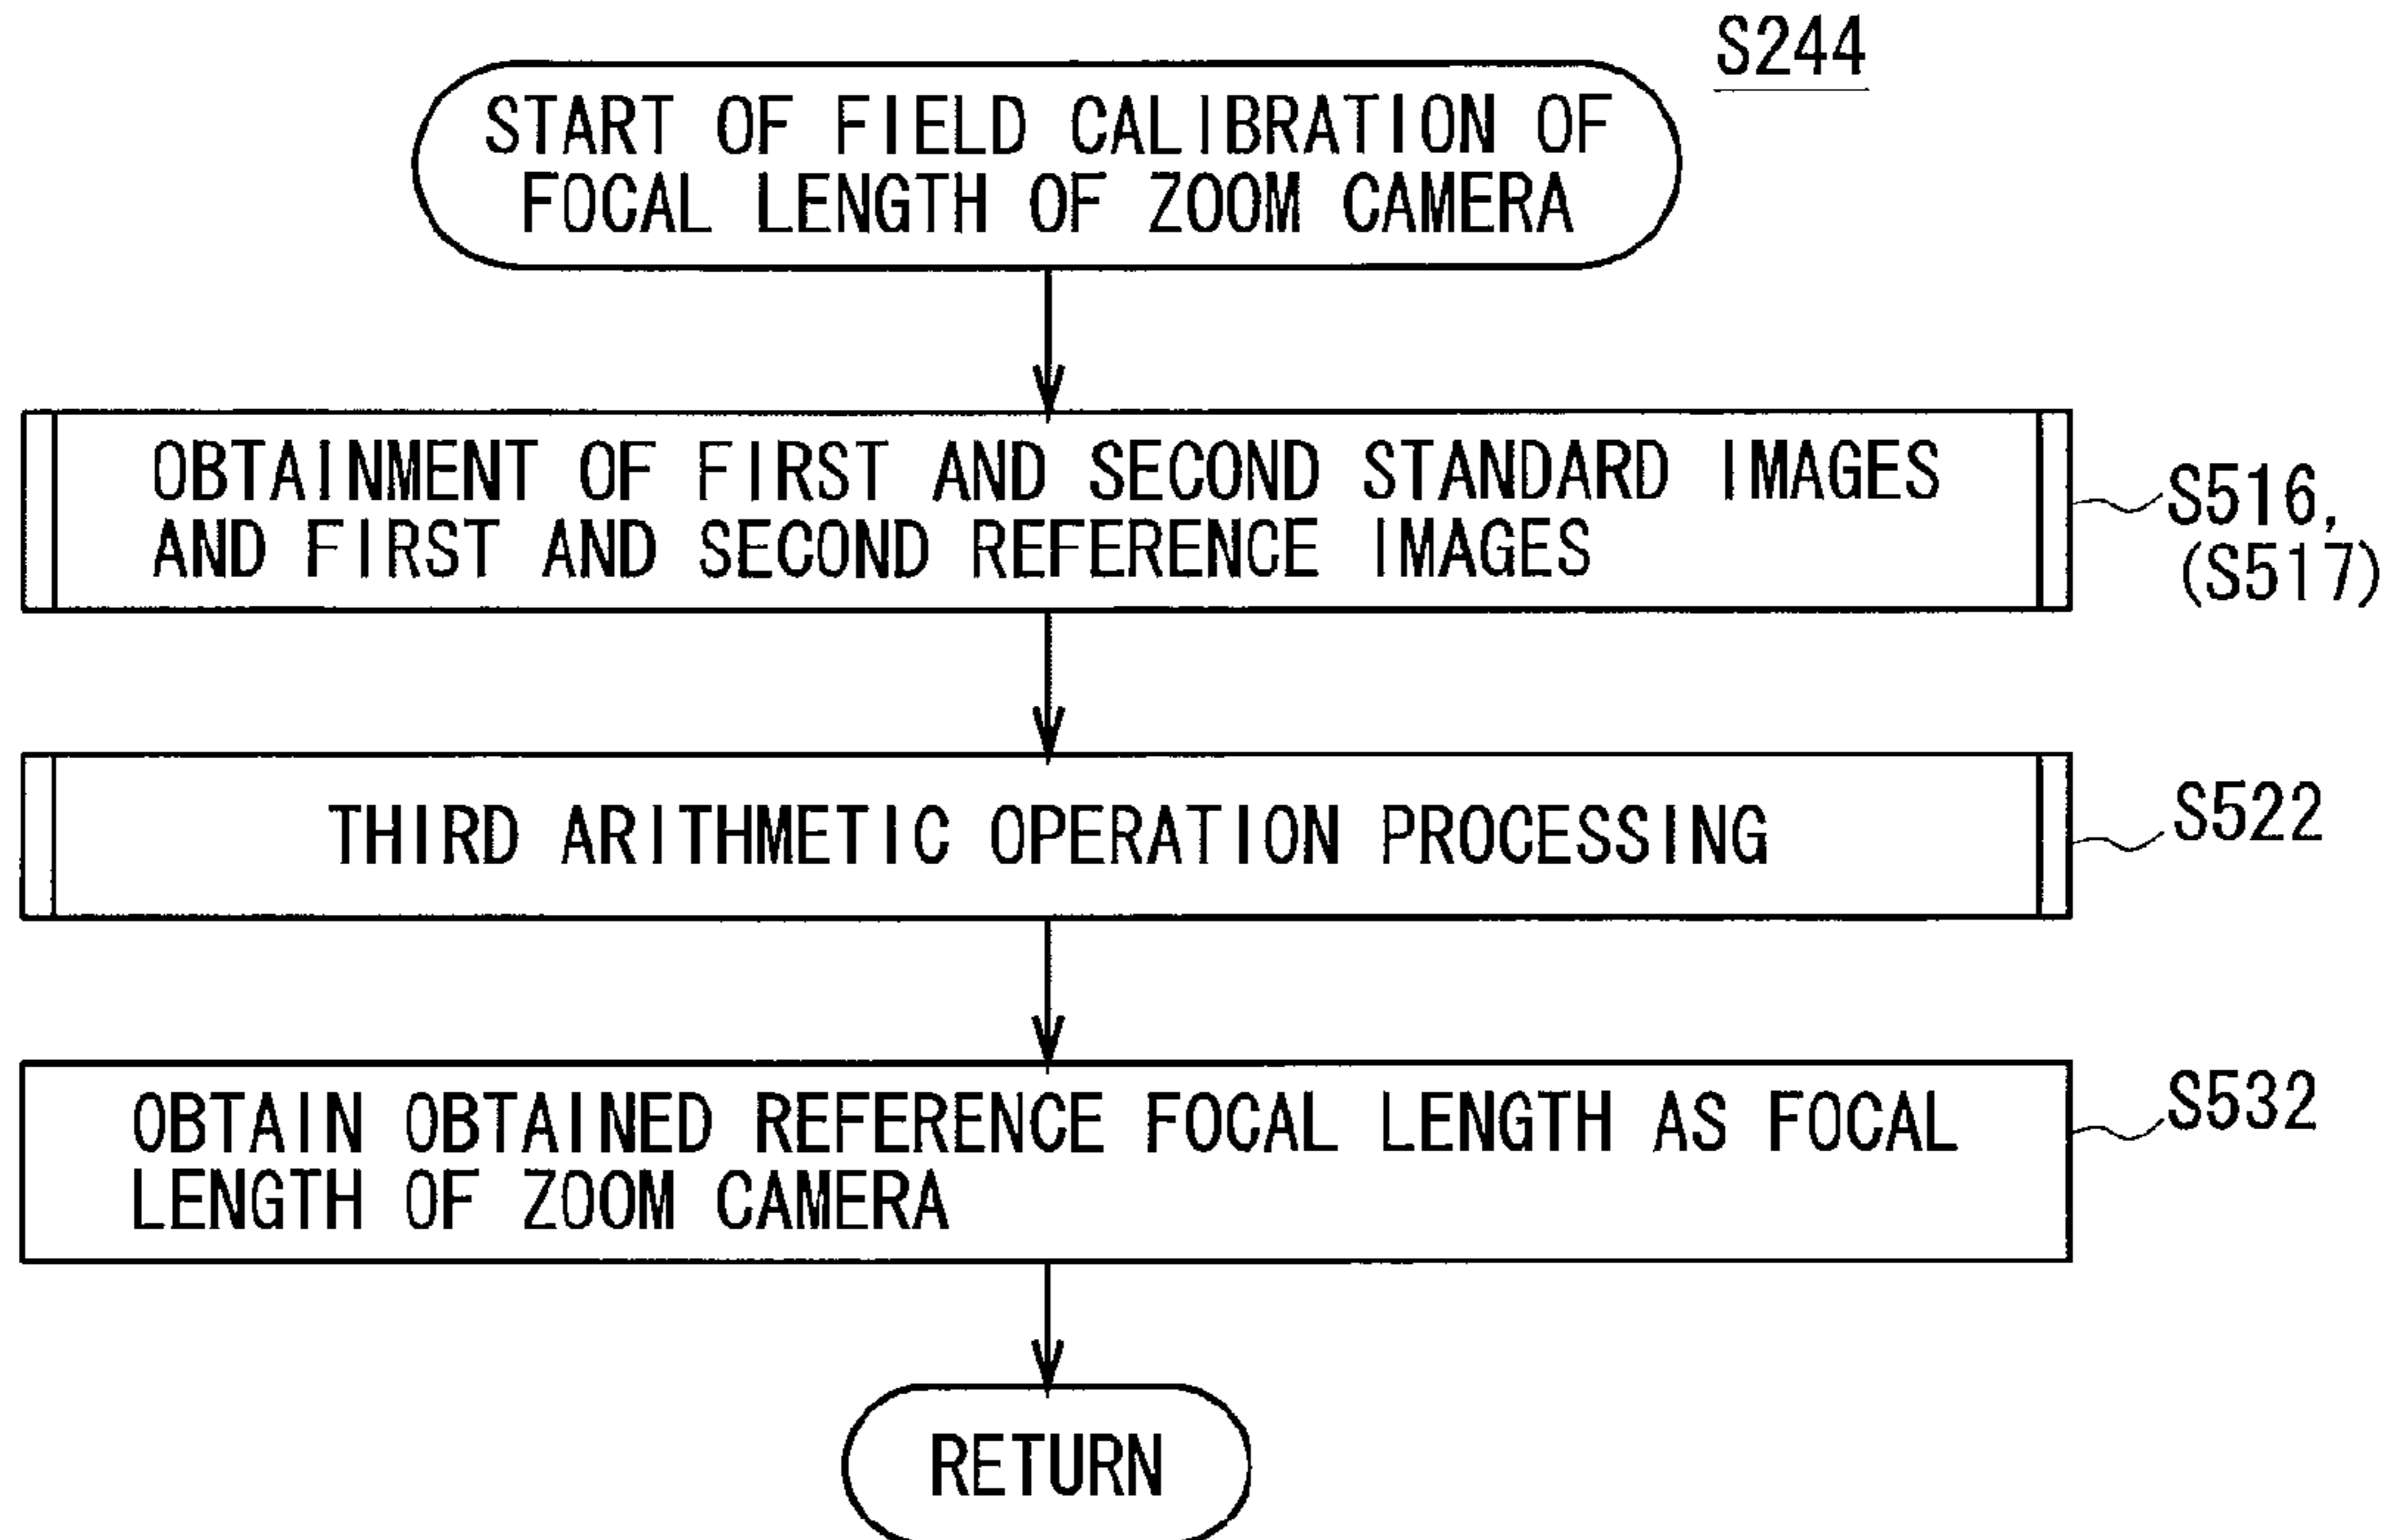 S244
START OF FIELD CALIBRATION OF
FOCAL LENGTH OF ZOOM CAMERA
OBTAINMENT OF FIRST AND SECOND STANDARD IMAGES
AND FIRST AND SECOND REFERENCE IMAGES
S516,
(S517)
THIRD ARITHMETIC OPERATION PROCESSING
S522
OBTAIN OBTAINED REFERENCE FOCAL LENGTH AS FOCAL
LENGTH OF ZOOM CAMERA
S532
RETURN